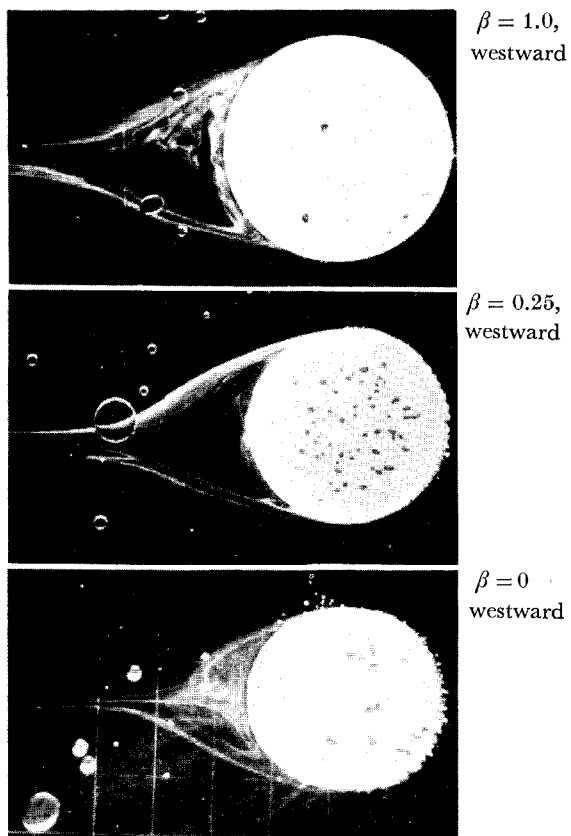 β = 1.0,
westward
β = 0.25,
westward
β = 0
westward